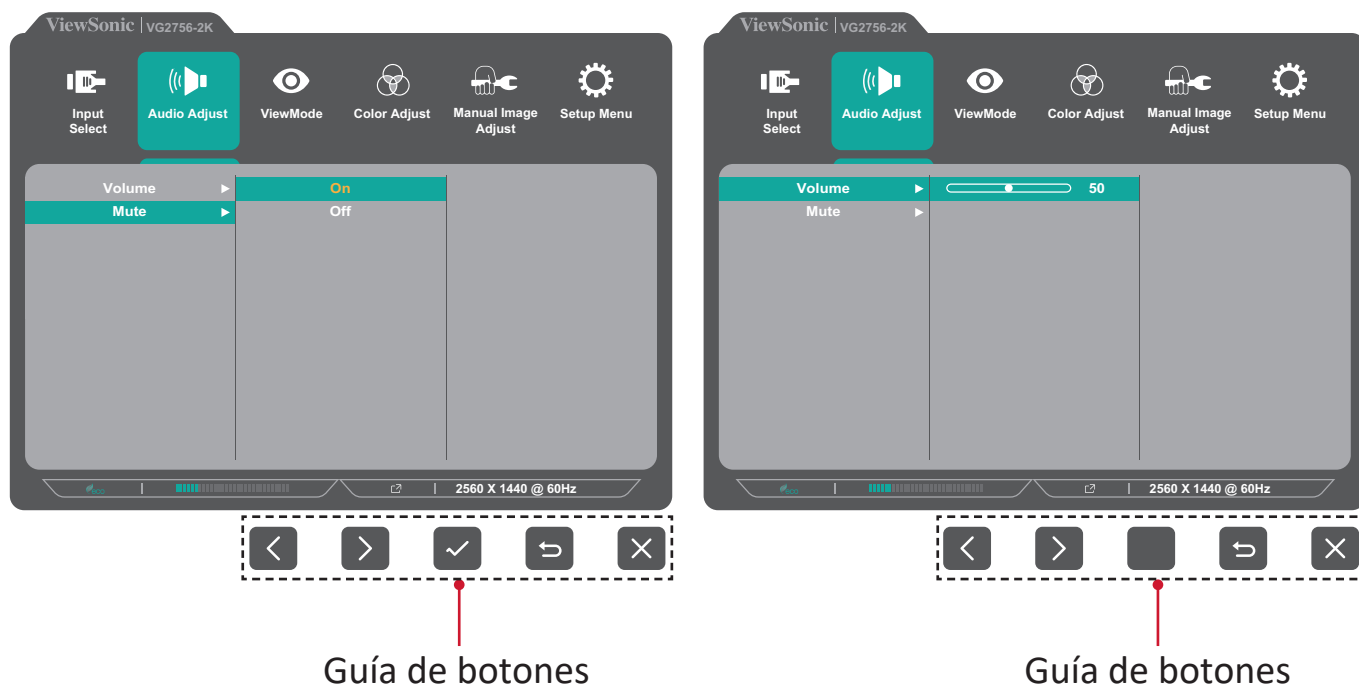 ViewSonic | VG2756-2K
Input Select
Audio Adjust
ViewMode
Color Adjust
Manual Image Adjust
Setup Menu
Volume
On
Mute
Off
eco
2560 X 1440 @ 60Hz
Guía de botones
ViewSonic | VG2756-2K
Input Select
Audio Adjust
ViewMode
Color Adjust
Manual Image Adjust
Setup Menu
Volume
50
Mute
eco
2560 X 1440 @ 60Hz
Guía de botones